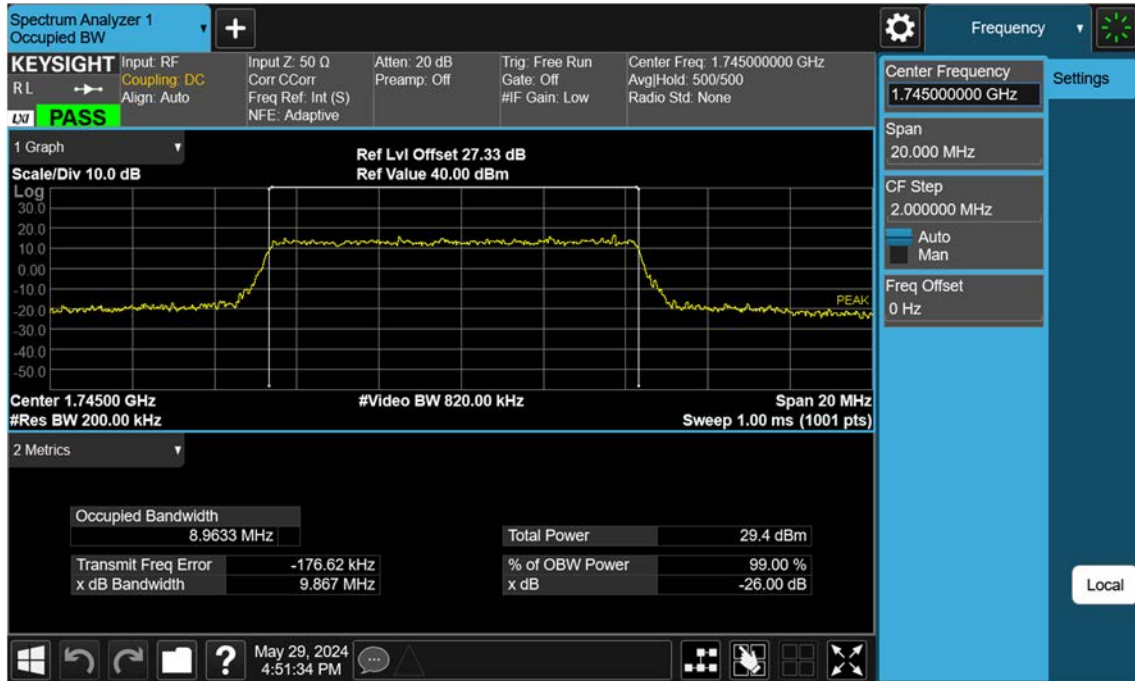 Spectrum Analyzer 1
Occupied BW
+
Frequency
KEYSIGHT
RL
LXI PASS
Input: RF
Coupling: DC
Align: Auto
Input Z: 50 Ω
Corr CCorr
Freq Ref: Int (S)
NFE: Adaptive
Atten: 20 dB
Preamp: Off
Trig: Free Run
Gate: Off
#IF Gain: Low
Center Freq: 1.745000000 GHz
Avg|Hold: 500/500
Radio Std: None
Center Frequency
1.745000000 GHz
Settings
Span
20.000 MHz
CF Step
2.000000 MHz
Auto
Man
Freq Offset
0 Hz
Local
1 Graph
Scale/Div 10.0 dB
Ref Lvl Offset 27.33 dB
Ref Value 40.00 dBm
Log
30.0
20.0
10.0
0.00
-10.0
-20.0
-30.0
-40.0
-50.0
PEAK
Center 1.74500 GHz
#Video BW 820.00 kHz
Span 20 MHz
#Res BW 200.00 kHz
Sweep 1.00 ms (1001 pts)
2 Metrics
Occupied Bandwidth
8.9633 MHz
Total Power 29.4 dBm
Transmit Freq Error -176.62 kHz
% of OBW Power 99.00 %
x dB Bandwidth 9.867 MHz
x dB -26.00 dB
?
May 29, 2024
4:51:34 PM